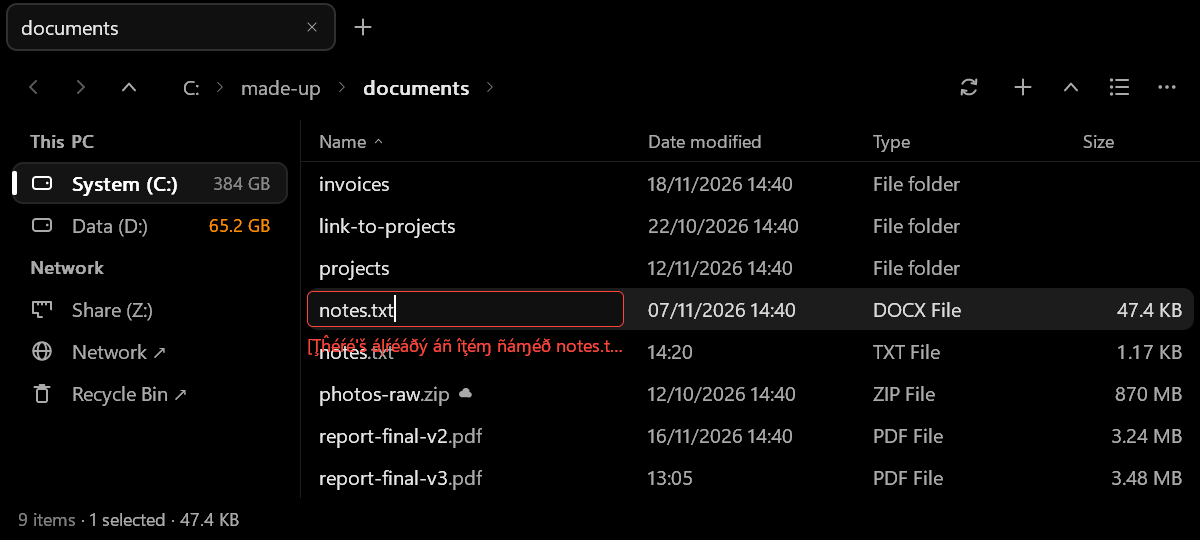 documents
C: made-up documents
This PC
System (C:) 384 GB
Data (D:) 65.2 GB
Network
Share (Z:)
Network
Recycle Bin
Name Date modified Type Size
invoices 18/11/2026 14:40 File folder
link-to-projects 22/10/2026 14:40 File folder
projects 12/11/2026 14:40 File folder
notes.txt 07/11/2026 14:40 DOCX File 47.4 KB
notes.t...
notes.txt 14:20 TXT File 1.17 KB
photos-raw.zip 12/10/2026 14:40 ZIP File 870 MB
report-final-v2.pdf 16/11/2026 14:40 PDF File 3.24 MB
report-final-v3.pdf 13:05 PDF File 3.48 MB
9 items · 1 selected · 47.4 KB